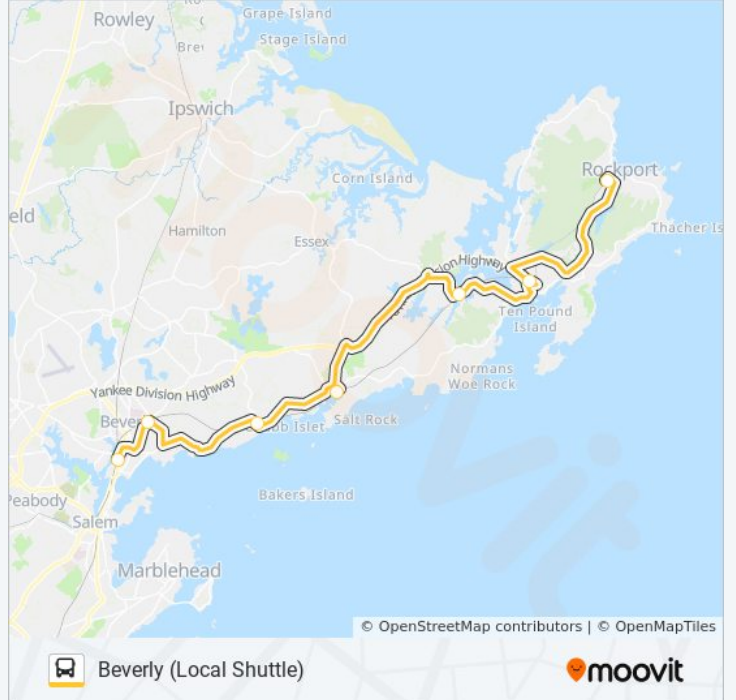 Rowley
Grape Island
Stage Island
Ipswich
Corn Island
Rockport
Thacher Is
eld
Hamilton
Essex
Highway
Ten Pound
Island
Normans
Woe Rock
Yankee Division Highway
Salt Rock
Bakers Island
Peabody
Salem
Marblehead
© OpenStreetMap contributors | © OpenMapTiles
Beverly (Local Shuttle)
moovit